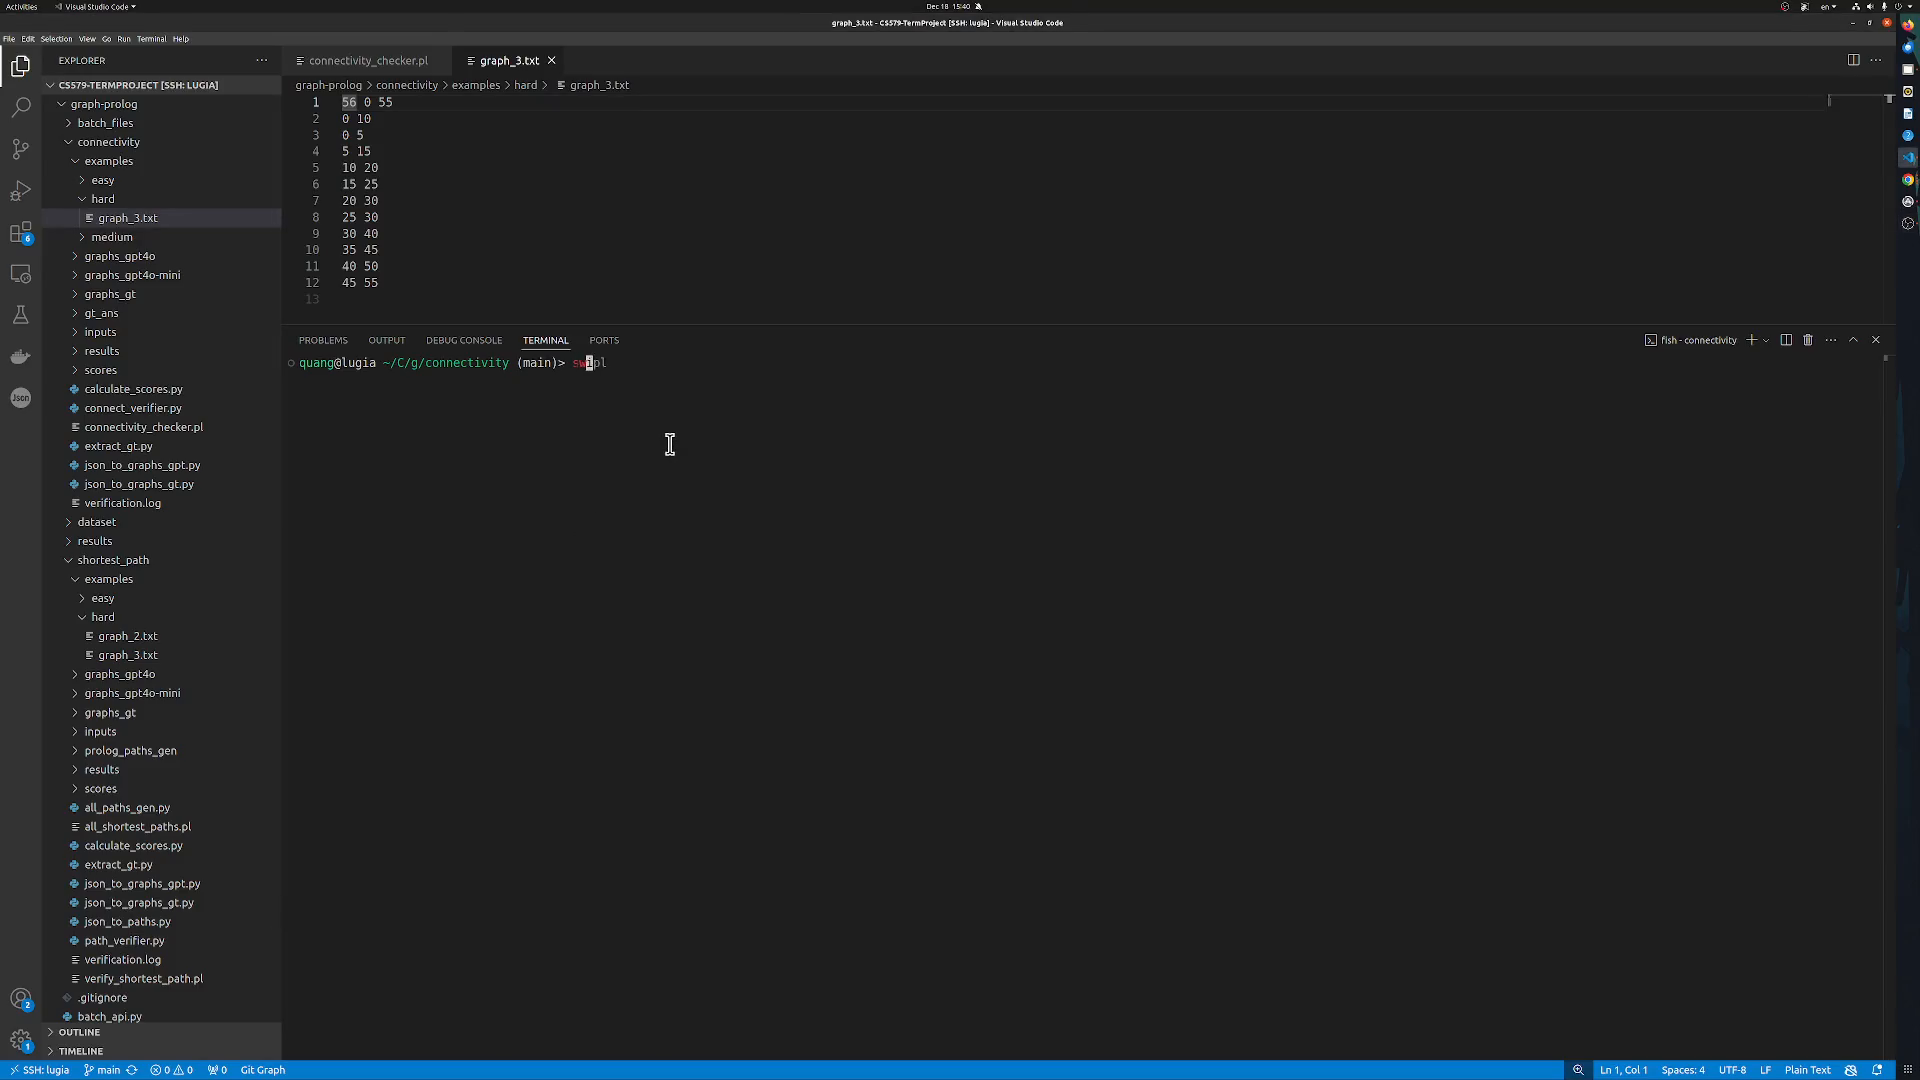 Activities
Visual Studio Code
Dec 18 15:40
en
graph_3.txt - CS579-TermProject [SSH: lugia] - Visual Studio Code
File Edit Selection View Go Run Terminal Help
EXPLORER
connectivity_checker.pl
graph_3.txt
CS579-TERMPROJECT [SSH: LUGIA]
graph-prolog > connectivity > examples > hard > graph_3.txt
graph-prolog
batch_files
connectivity
examples
easy
hard
graph_3.txt
medium
graphs_gpt4o
graphs_gpt4o-mini
graphs_gt
gt_ans
inputs
results
scores
calculate_scores.py
connect_verifier.py
connectivity_checker.pl
extract_gt.py
json_to_graphs_gpt.py
json_to_graphs_gt.py
verification.log
dataset
results
shortest_path
examples
easy
hard
graph_2.txt
graph_3.txt
graphs_gpt4o
graphs_gpt4o-mini
graphs_gt
inputs
prolog_paths_gen
results
scores
all_paths_gen.py
all_shortest_paths.pl
calculate_scores.py
extract_gt.py
json_to_graphs_gpt.py
json_to_graphs_gt.py
json_to_paths.py
path_verifier.py
verification.log
verify_shortest_path.pl
.gitignore
batch_api.py
OUTLINE
TIMELINE
6
Json
2
1
1 56 0 55
2 0 10
3 0 5
4 5 15
5 10 20
6 15 25
7 20 30
8 25 30
9 30 40
10 35 45
11 40 50
12 45 55
13
PROBLEMS OUTPUT DEBUG CONSOLE TERMINAL PORTS
fish - connectivity
quang@lugia ~/C/g/connectivity (main)> swipl
SSH: lugia main 0 0 0 Git Graph
Ln 1, Col 1 Spaces: 4 UTF-8 LF Plain Text